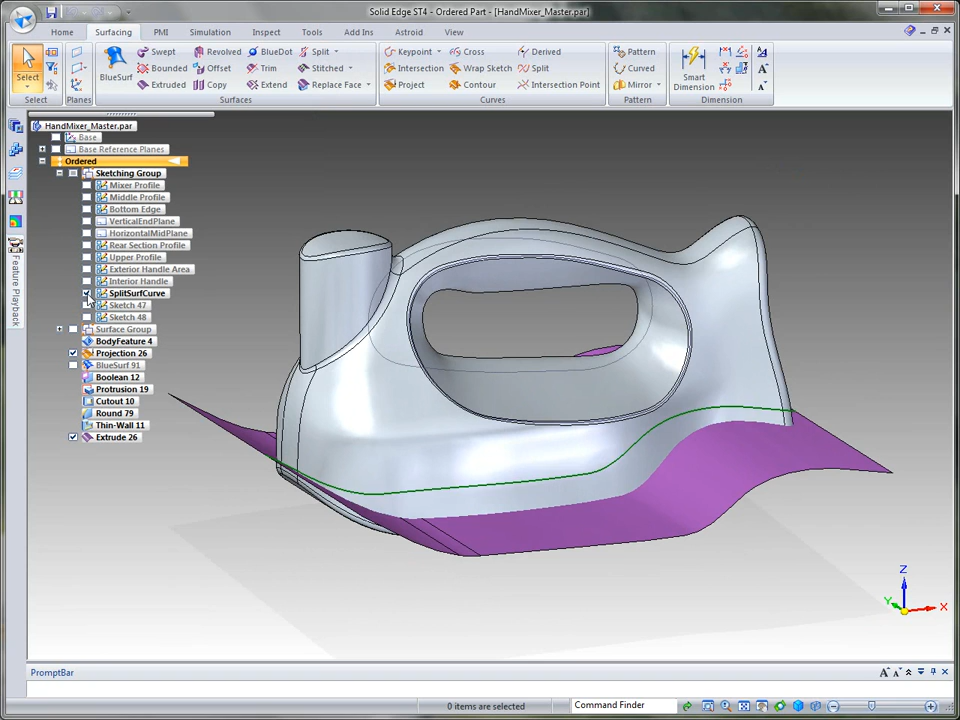 Solid Edge ST4 - Ordered Part - [HandMixer_Master.par]
Home Surfacing PMI Simulation Inspect Tools Add Ins Astroid View
Select
Select
Planes
BlueSurf
Swept Revolved BlueDot Split
Bounded Offset Trim Stitched
Extruded Copy Extend Replace Face
Surfaces
Keypoint Cross Derived
Intersection Wrap Sketch Split
Project Contour Intersection Point
Curves
Pattern
Curved
Mirror
Pattern
Smart Dimension
Dimension
HandMixer_Master.par
Base
Base Reference Planes
Ordered
Sketching Group
Mixer Profile
Middle Profile
Bottom Edge
VerticalEndPlane
HorizontalMidPlane
Rear Section Profile
Upper Profile
Exterior Handle Area
Interior Handle
SplitSurfCurve
Sketch 47
Sketch 48
Surface Group
BodyFeature 4
Projection 26
BlueSurf 91
Boolean 12
Protrusion 19
Cutout 10
Round 79
Thin-Wall 11
Extrude 26
Feature Playback
Z
Y
X
PromptBar
0 items are selected
Command Finder